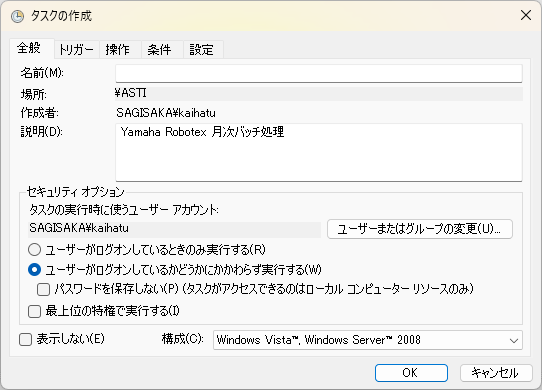 タスクの作成
全般 トリガー 操作 条件 設定
名前(M):
場所: ¥ASTI
作成者: SAGISAKA¥kaihatu
説明(D): Yamaha Robotex 月次バッチ処理
セキュリティ オプション
タスクの実行時に使うユーザー アカウント:
SAGISAKA¥kaihatu ユーザーまたはグループの変更(U)...
ユーザーがログオンしているときのみ実行する(R)
ユーザーがログオンしているかどうかにかかわらず実行する(W)
パスワードを保存しない(P) (タスクがアクセスできるのはローカル コンピューター リソースのみ)
最上位の特権で実行する(I)
表示しない(E) 構成(C): Windows Vista™, Windows Server™ 2008
OK キャンセル